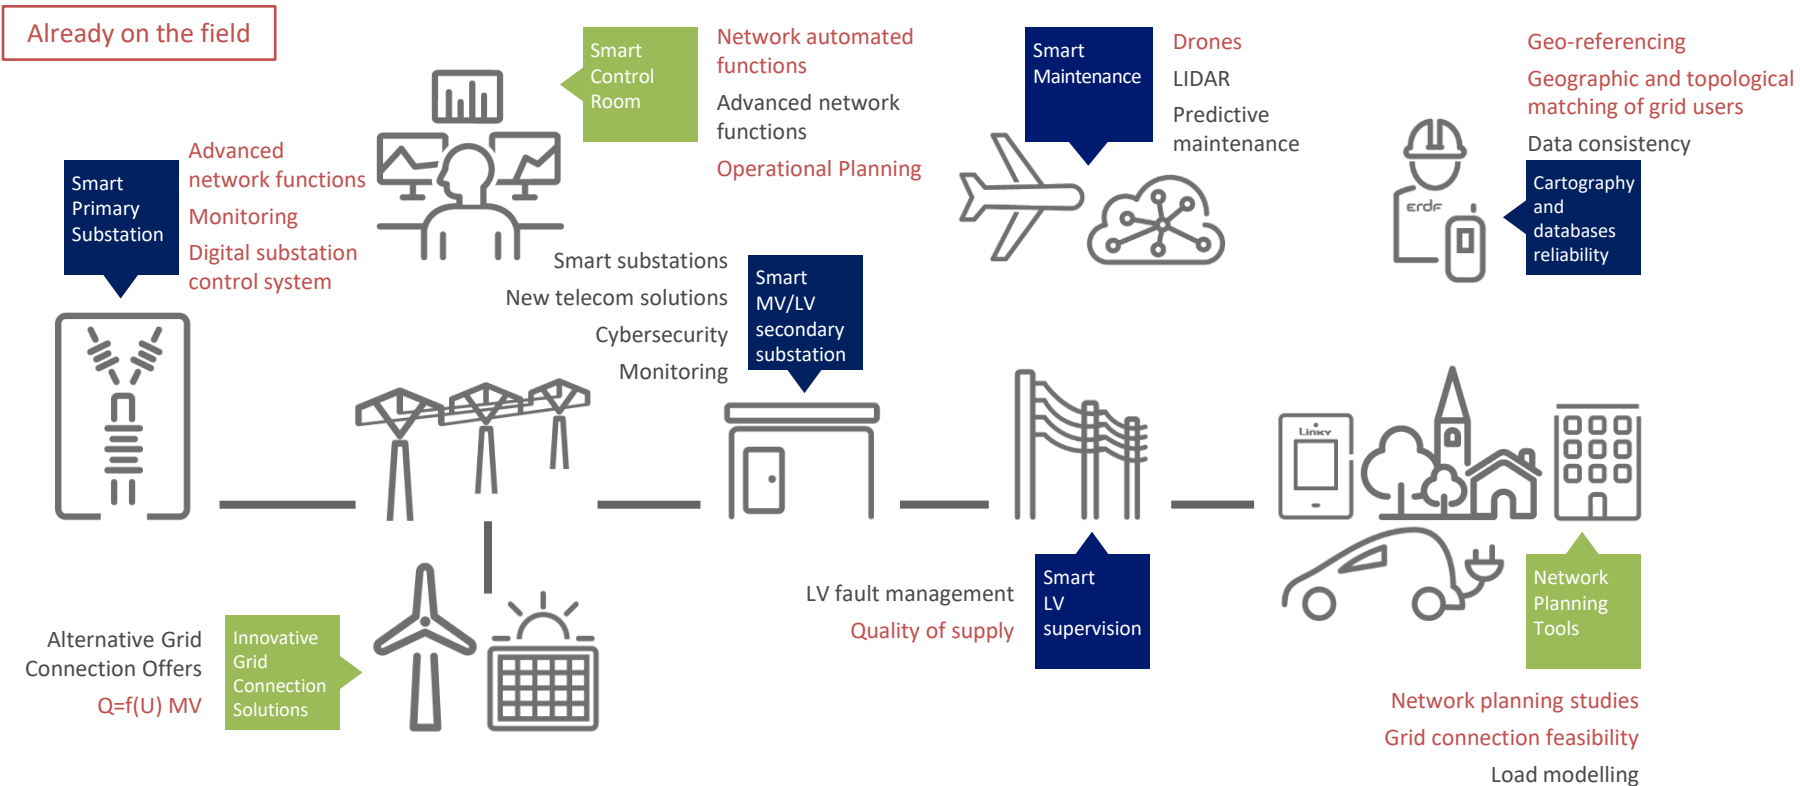 Already on the field
Smart
Control
Room
Network automated
functions
Advanced network
functions
Operational Planning
Smart
Maintenance
Drones
LIDAR
Predictive
maintenance
Geo-referencing
Geographic and topological
matching of grid users
Data consistency
Cartography
and
databases
reliability
erdf
Smart
Primary
Substation
Advanced
network functions
Monitoring
Digital substation
control system
Smart substations
New telecom solutions
Cybersecurity
Monitoring
Smart
MV/LV
secondary
substation
Linky
LV fault management
Quality of supply
Smart
LV
supervision
Network
Planning
Tools
Alternative Grid
Connection Offers
Q=f(U) MV
Innovative
Grid
Connection
Solutions
Network planning studies
Grid connection feasibility
Load modelling